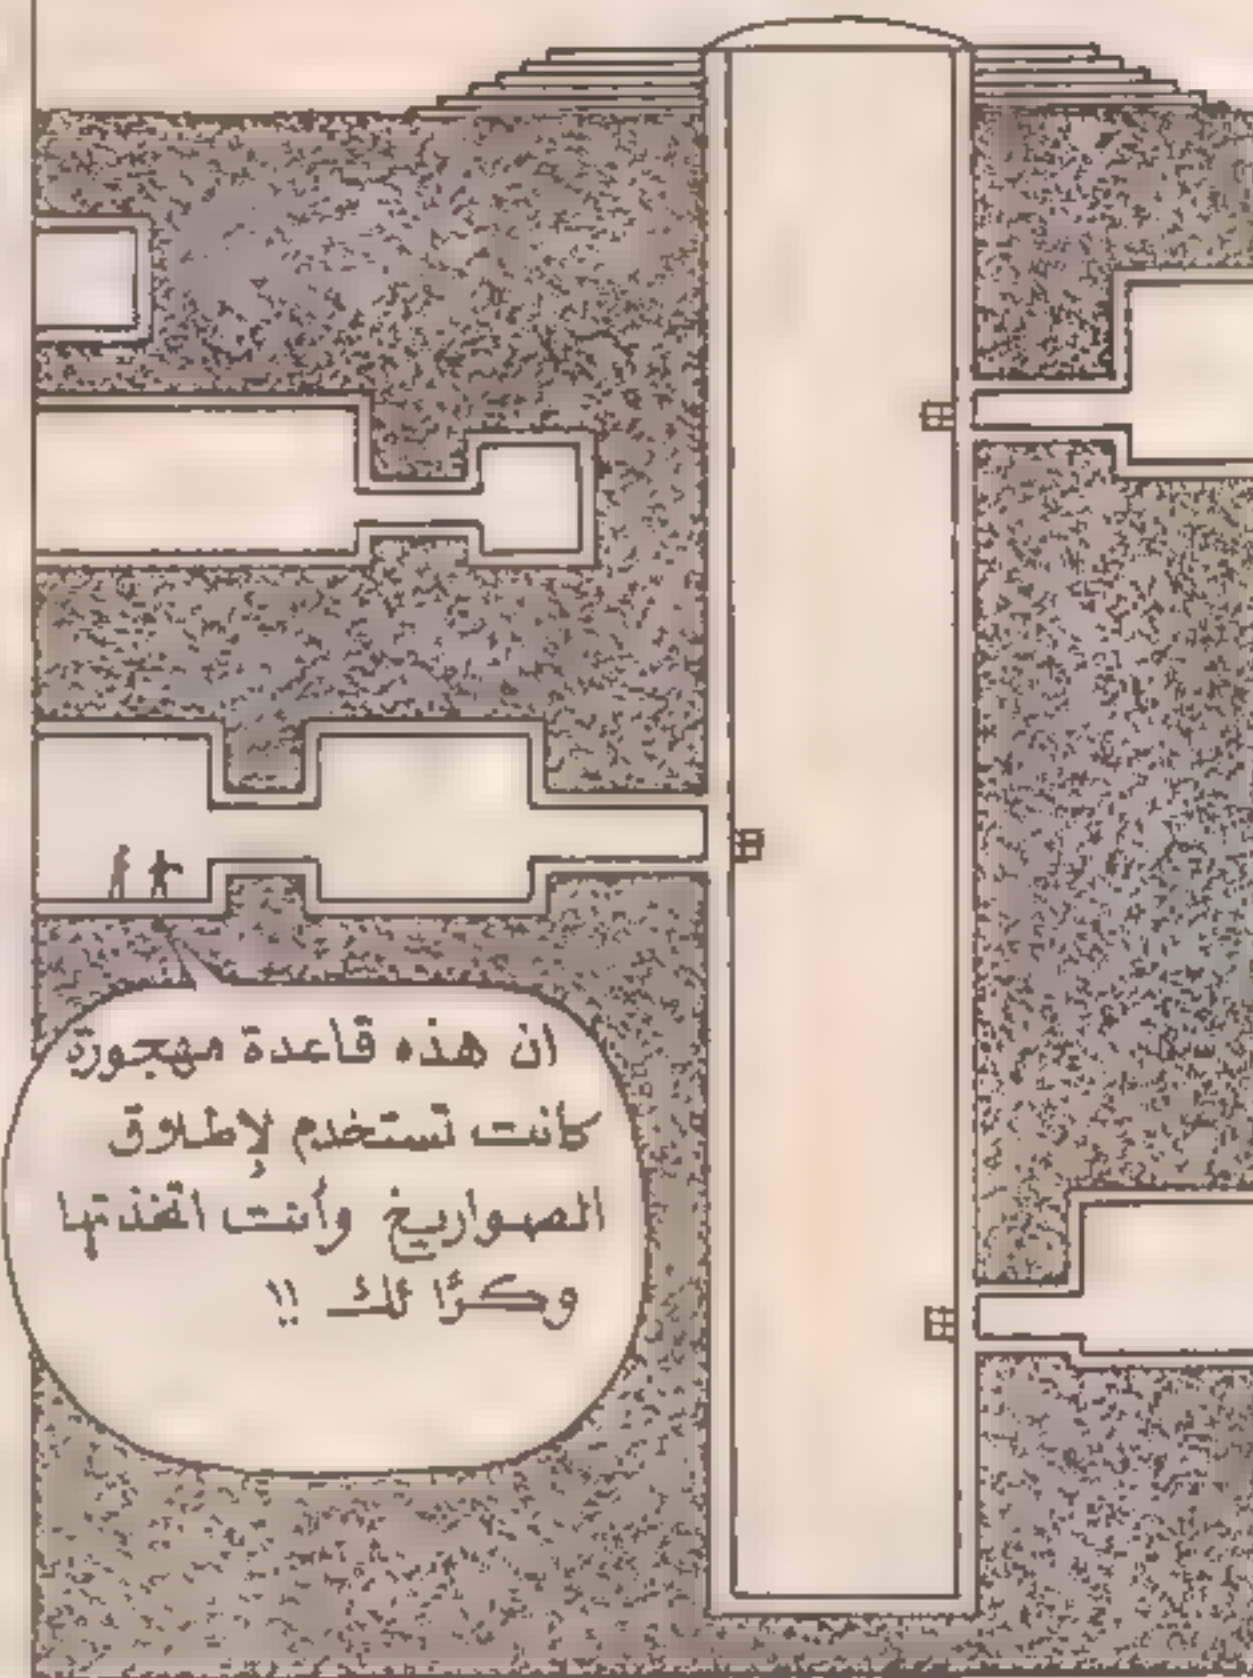 ان هذه قاعدة مهجورة
كانت تستخدم لإطلاق
الصواريخ وأنت اتخذتها
وكرًا لك !!